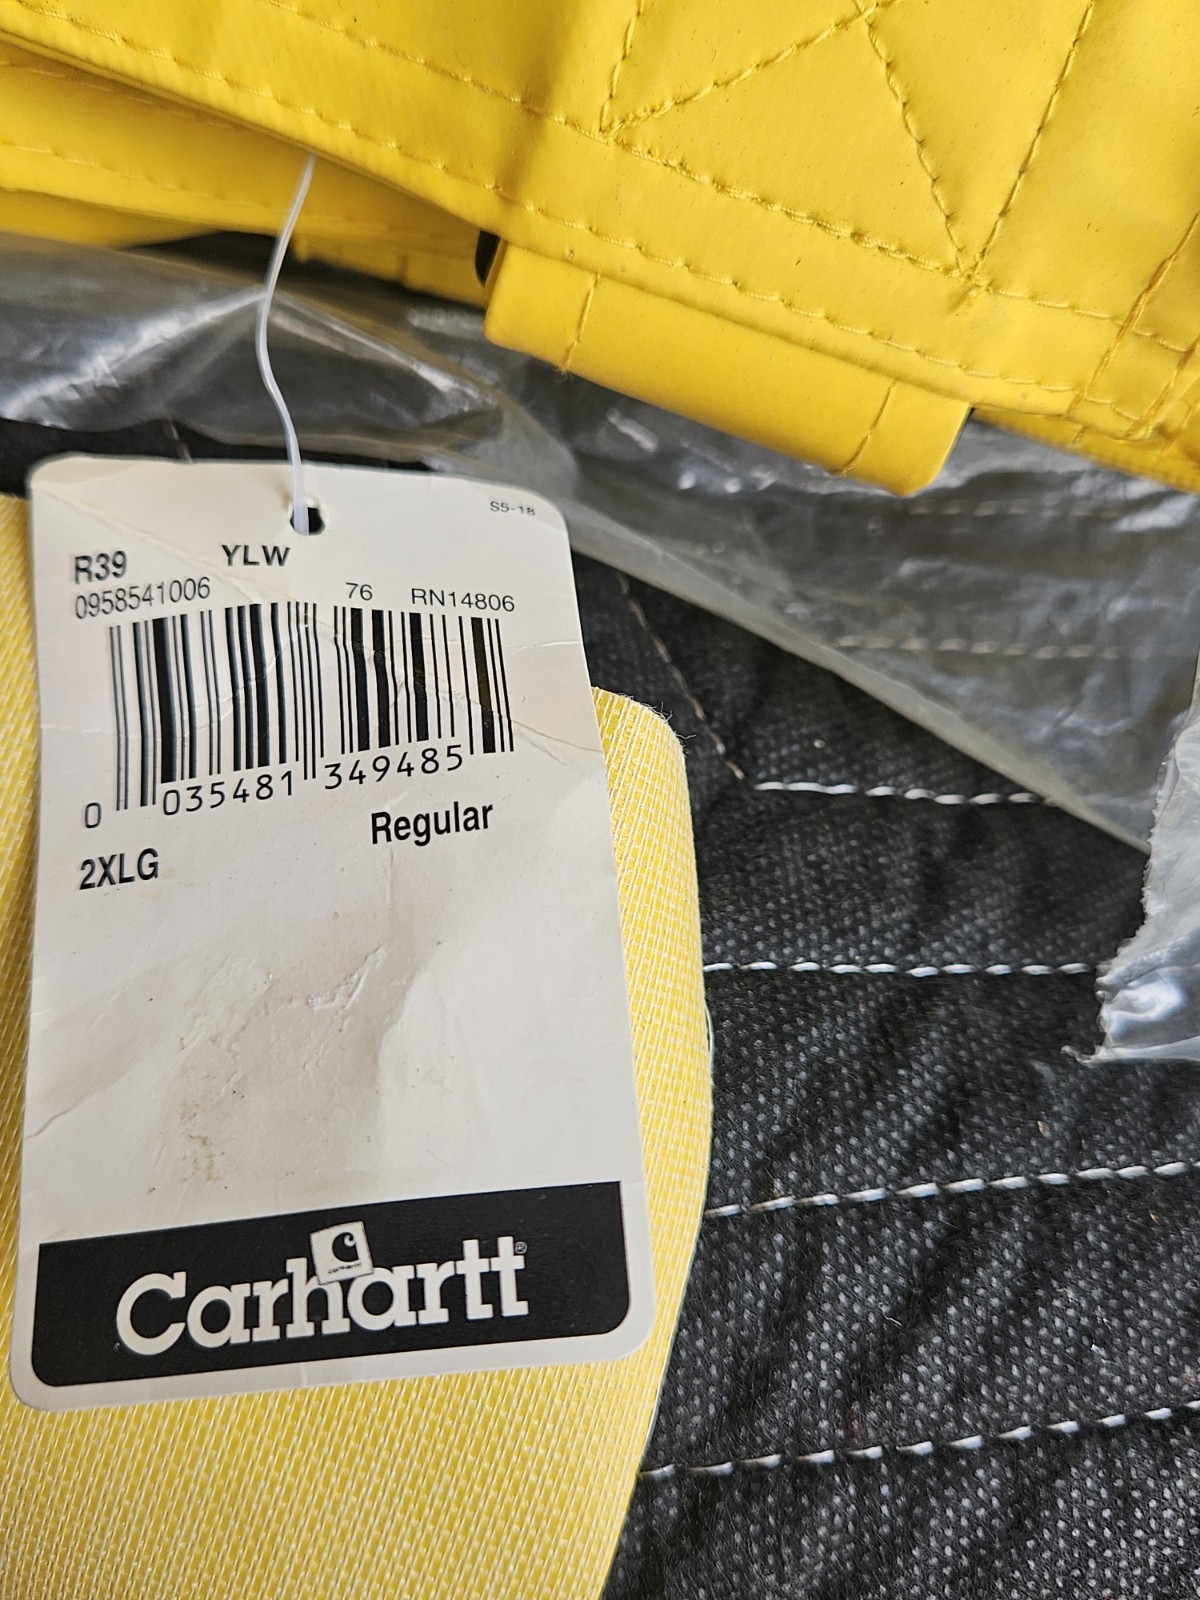 S5-18
R39 YLW
0958541006 76 RN14806
0 035481 349485
Regular
2XLG
C
Carhartt®